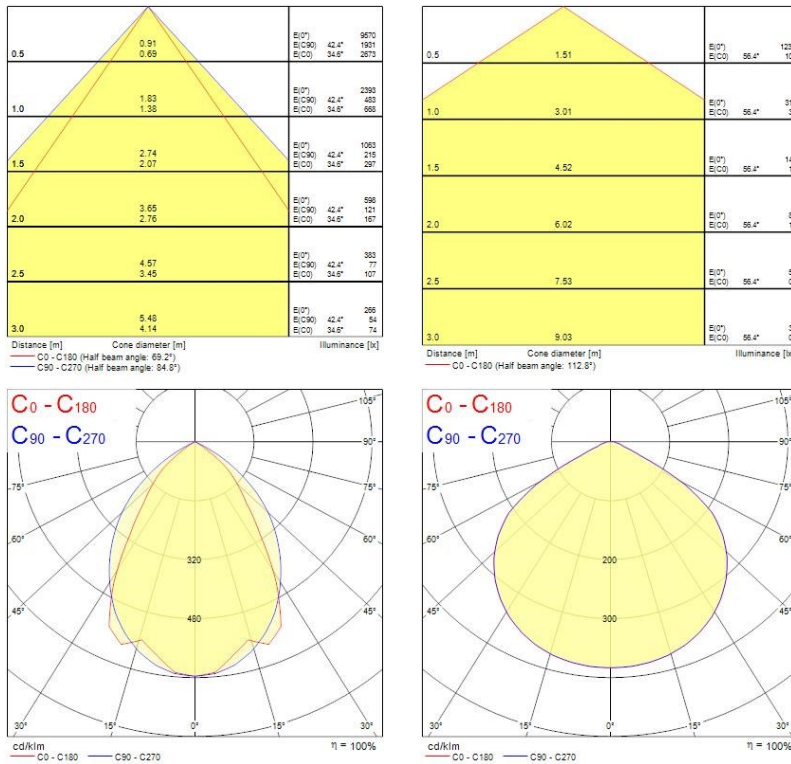 0.5 0.91 0.69 E(0°) 9570
E(C90) 42.4° 1931
E(C0) 34.6° 2673
1.0 1.83 1.38 E(0°) 2393
E(C90) 42.4° 483
E(C0) 34.6° 668
1.5 2.74 2.07 E(0°) 1063
E(C90) 42.4° 215
E(C0) 34.6° 297
2.0 3.65 2.76 E(0°) 598
E(C90) 42.4° 121
E(C0) 34.6° 167
2.5 4.57 3.45 E(0°) 383
E(C90) 42.4° 77
E(C0) 34.6° 107
3.0 5.48 4.14 E(0°) 266
E(C90) 42.4° 54
E(C0) 34.6° 74
Distance [m] Cone diameter [m] Illuminance [lx]
C0 - C180 (Half beam angle: 69.2°)
C90 - C270 (Half beam angle: 84.8°)
0.5 1.51 E(0°)
E(C0) 56.4°
1.0 3.01 E(0°)
E(C0) 56.4°
1.5 4.52 E(0°)
E(C0) 56.4°
2.0 6.02 E(0°)
E(C0) 56.4°
2.5 7.53 E(0°)
E(C0) 56.4°
3.0 9.03 E(0°)
E(C0) 56.4°
Distance [m] Cone diameter [m] Illuminance [lx]
C0 - C180 (Half beam angle: 112.8°)
C0 - C180
C90 - C270
105°
90°
75° 75°
60° 60°
45° 45°
320
480
30° 15° 0° 15° 30°
cd/klm η = 100%
C0 - C180 C90 - C270
C0 - C180
C90 - C270
105°
90°
75° 75°
60° 60°
45° 45°
200
300
30° 15° 0° 15° 30°
cd/klm η = 100%
C0 - C180 C90 - C270